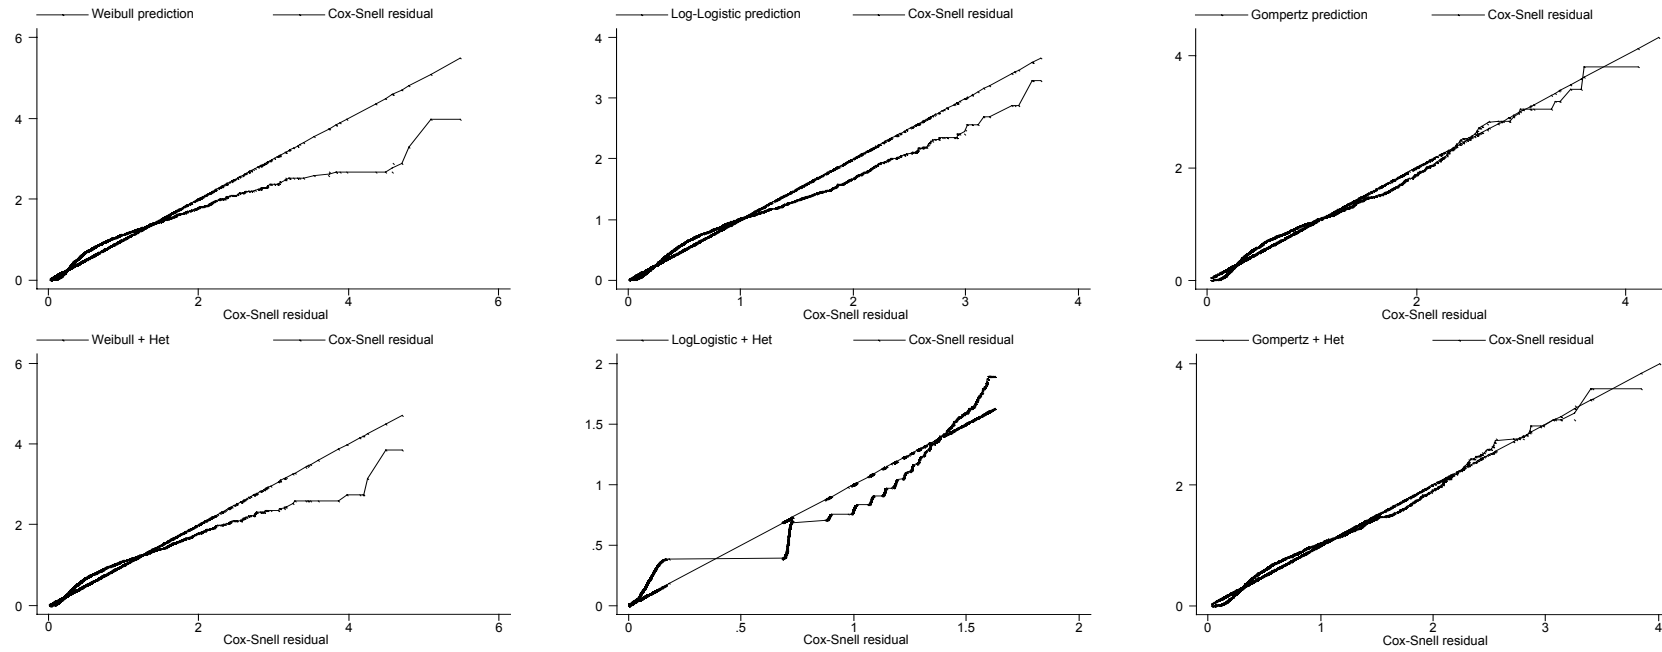 Weibull prediction Cox-Snell residual
6
4
2
0
0 2 4 6
Cox-Snell residual
Log-Logistic prediction Cox-Snell residual
4
3
2
1
0
0 1 2 3 4
Cox-Snell residual
Gompertz prediction Cox-Snell residual
4
2
0
0 2 4
Cox-Snell residual
Weibull + Het Cox-Snell residual
6
4
2
0
0 2 4 6
Cox-Snell residual
LogLogistic + Het Cox-Snell residual
2
1.5
1
.5
0
0 .5 1 1.5 2
Cox-Snell residual
Gompertz + Het Cox-Snell residual
4
2
0
0 1 2 3 4
Cox-Snell residual